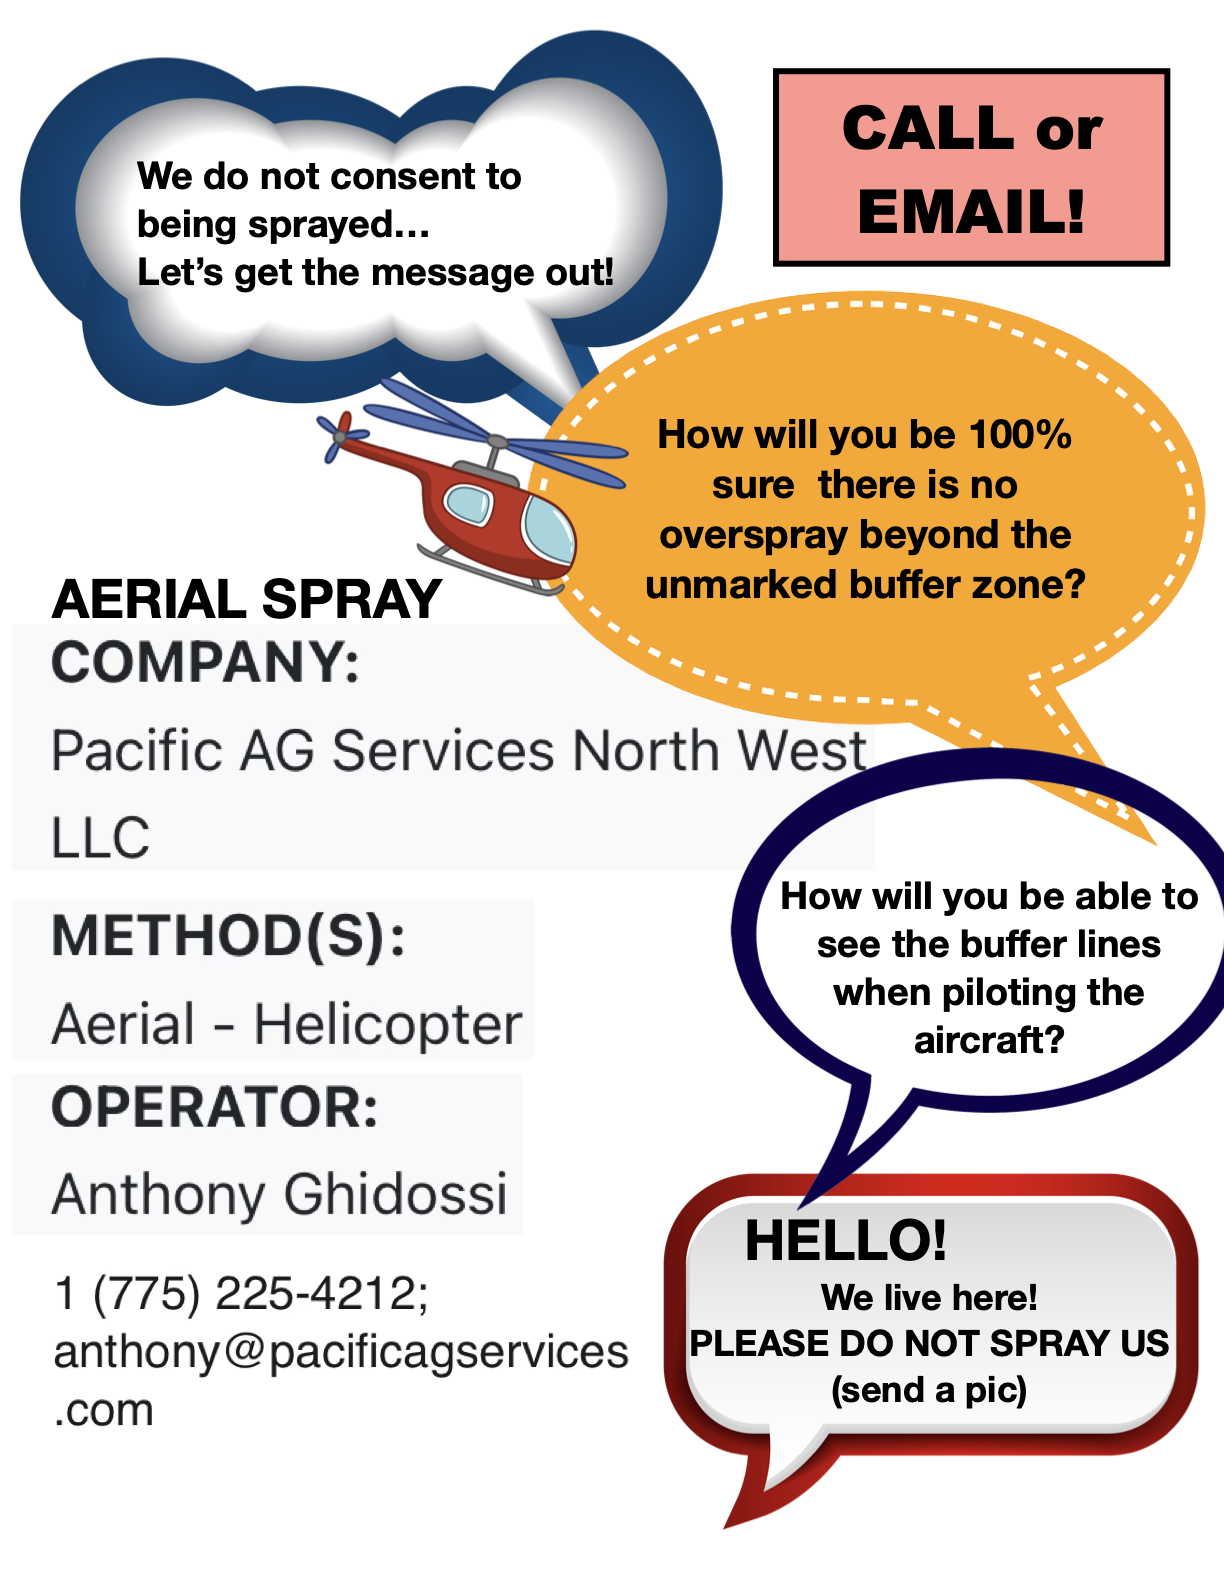 We do not consent to
being sprayed...
Let's get the message out!
CALL or
EMAIL!
How will you be 100%
sure  there is no
overspray beyond the
unmarked buffer zone?
AERIAL SPRAY
COMPANY:
Pacific AG Services North West
LLC
METHOD(S):
Aerial - Helicopter
OPERATOR:
Anthony Ghidossi
1 (775) 225-4212;
anthony@pacificagservices
.com
How will you be able to
see the buffer lines
when piloting the
aircraft?
HELLO!
We live here!
PLEASE DO NOT SPRAY US
(send a pic)